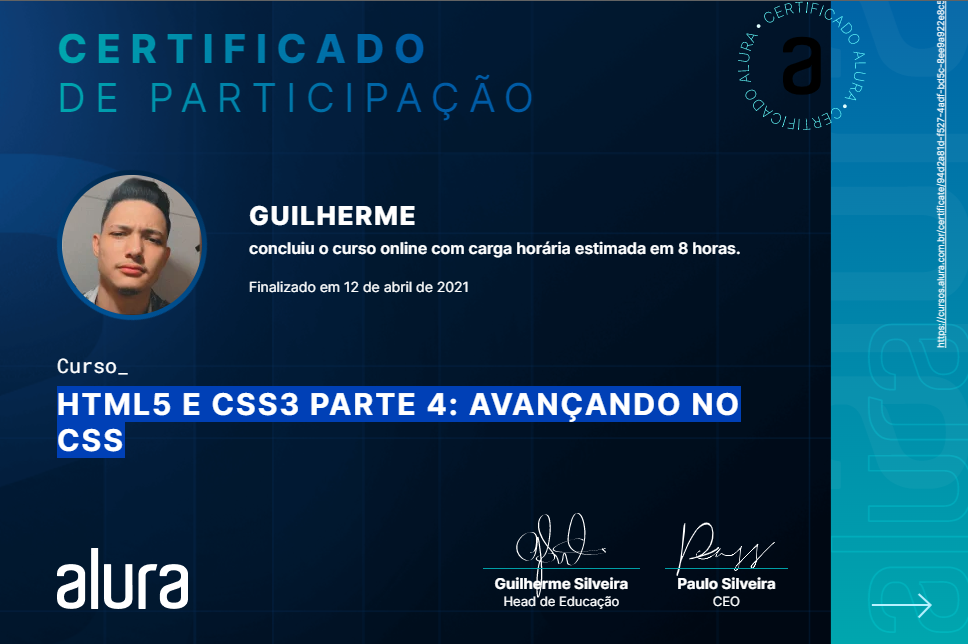 CERTIFICADO
DE PARTICIPAÇÃO
CERTIFICADO ALURA • CERTIFICADO ALURA •
a
GUILHERME
concluiu o curso online com carga horária estimada em 8 horas.
Finalizado em 12 de abril de 2021
Curso_
HTML5 E CSS3 PARTE 4: AVANÇANDO NO
CSS
alura
Guilherme Silveira
Head de Educação
Paulo Silveira
CEO
https://cursos.alura.com.br/certificate/94d2a81d-f527-4adf-bd5c-8ee9a922e8c5
alura